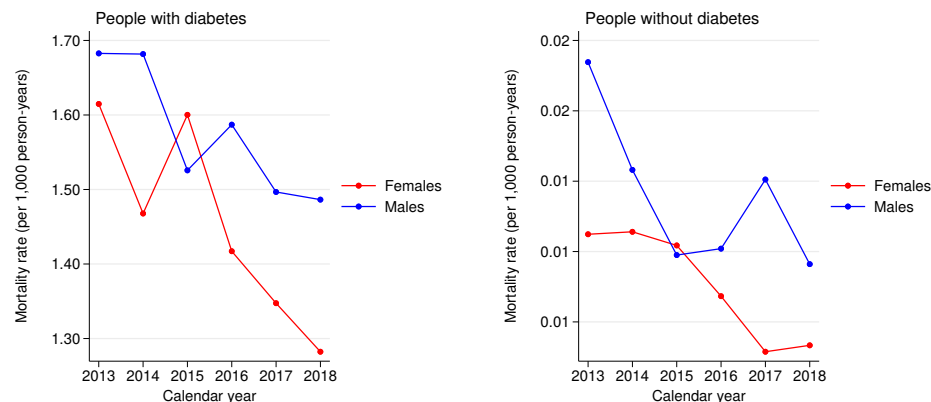 People with diabetes
Mortality rate (per 1,000 person-years)
1.70
1.60
1.50
1.40
1.30
2013 2014 2015 2016 2017 2018
Calendar year
Females
Males
People without diabetes
Mortality rate (per 1,000 person-years)
0.02
0.02
0.01
0.01
0.01
2013 2014 2015 2016 2017 2018
Calendar year
Females
Males